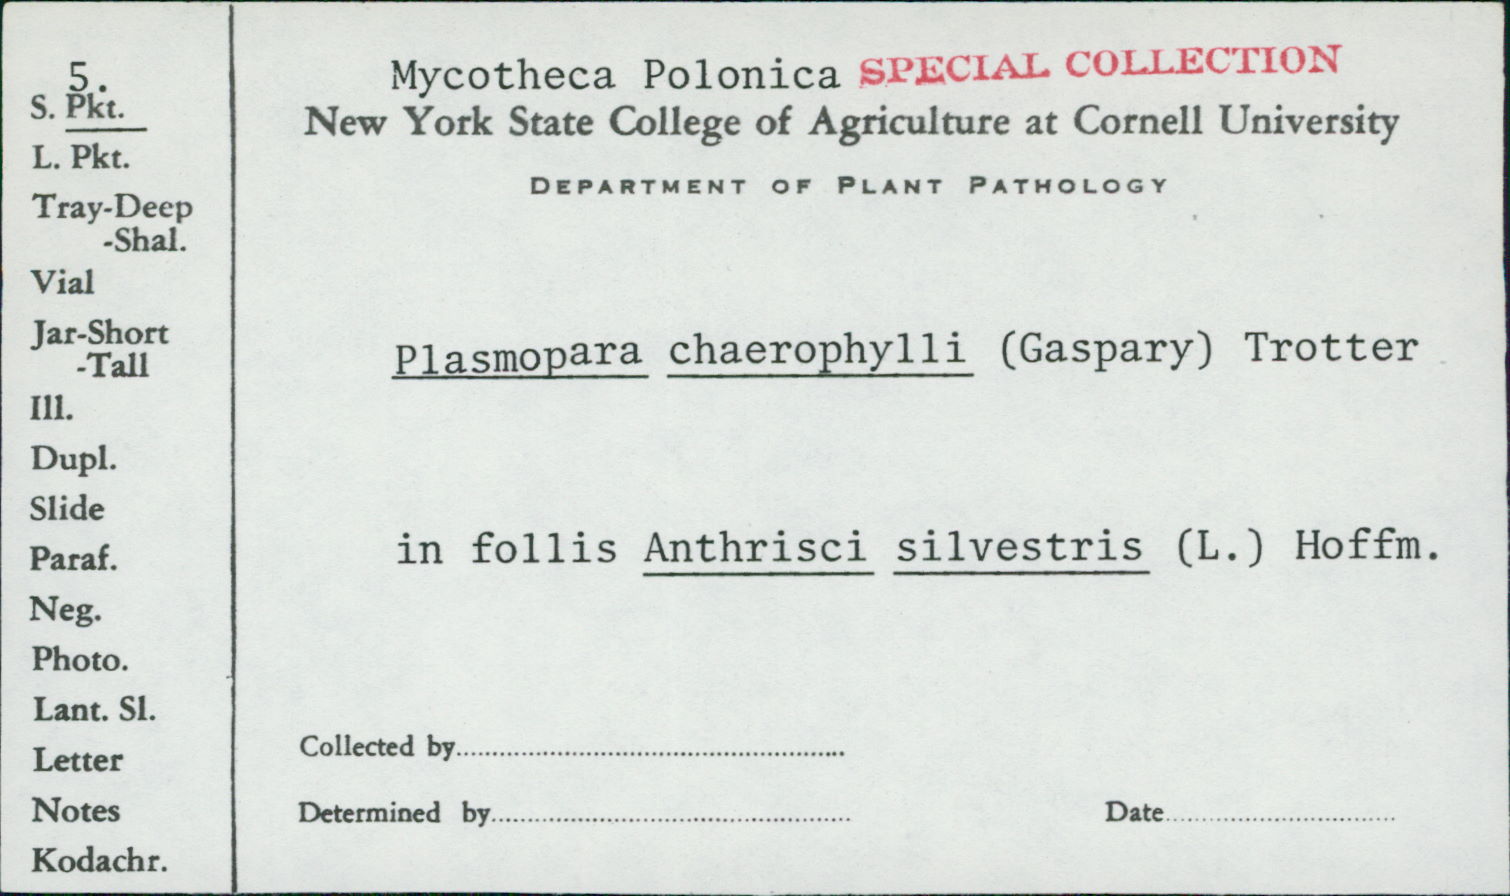 5.
S. Pkt.
L. Pkt.
Tray-Deep
-Shal.
Vial
Jar-Short
-Tall
Ill.
Dupl.
Slide
Paraf.
Neg.
Photo.
Lant. Sl.
Letter
Notes
Kodachr.
Mycotheca Polonica SPECIAL COLLECTION
New York State College of Agriculture at Cornell University
DEPARTMENT OF PLANT PATHOLOGY
Plasmopara chaerophylli (Gaspary) Trotter
in follis Anthrisci silvestris (L.) Hoffm.
Collected by
Determined by Date